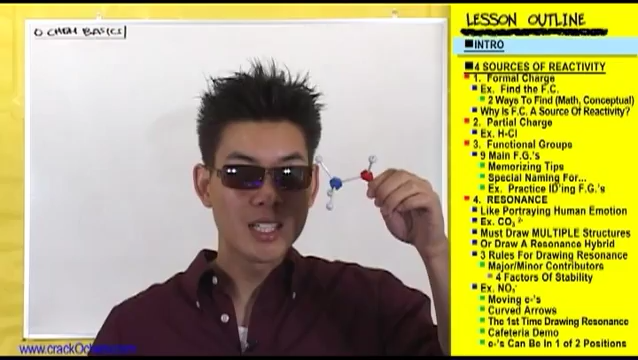 O CHEM BASICS
LESSON OUTLINE
INTRO
4 SOURCES OF REACTIVITY
1. Formal Charge
Ex. Find the F.C.
2 Ways To Find (Math, Conceptual)
Why Is F.C. A Source Of Reactivity?
2. Partial Charge
Ex. H-Cl
3. Functional Groups
9 Main F.G.'s
Memorizing Tips
Special Naming For...
Ex. Practice ID'ing F.G.'s
4. RESONANCE
Like Portraying Human Emotion
Ex. CO₃ ²⁻
Must Draw MULTIPLE Structures
Or Draw A Resonance Hybrid
3 Rules For Drawing Resonance
Major/Minor Contributors
4 Factors Of Stability
Ex. NO₃⁻
Moving e-'s
Curved Arrows
The 1st Time Drawing Resonance
Cafeteria Demo
e-'s Can Be In 1 of 2 Positions